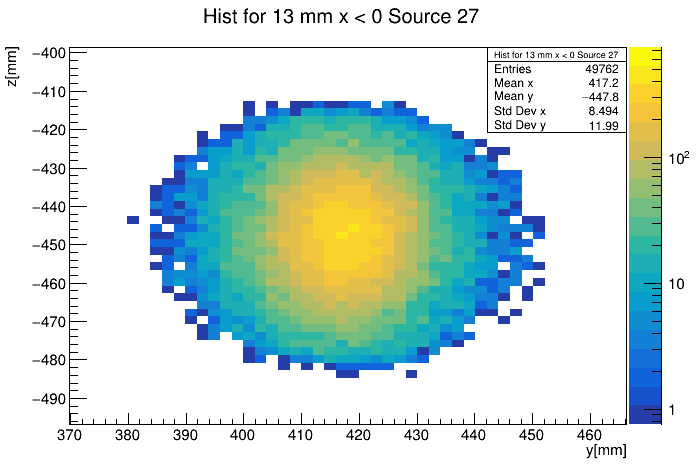 Hist for 13 mm x < 0 Source 27
z[mm]
−400
−410
−420
−430
−440
−450
−460
−470
−480
−490
Hist for 13 mm x < 0 Source 27
Entries 49762
Mean x 417.2
Mean y −447.8
Std Dev x 8.494
Std Dev y 11.99
10²
10
1
370 380 390 400 410 420 430 440 450 460
y[mm]